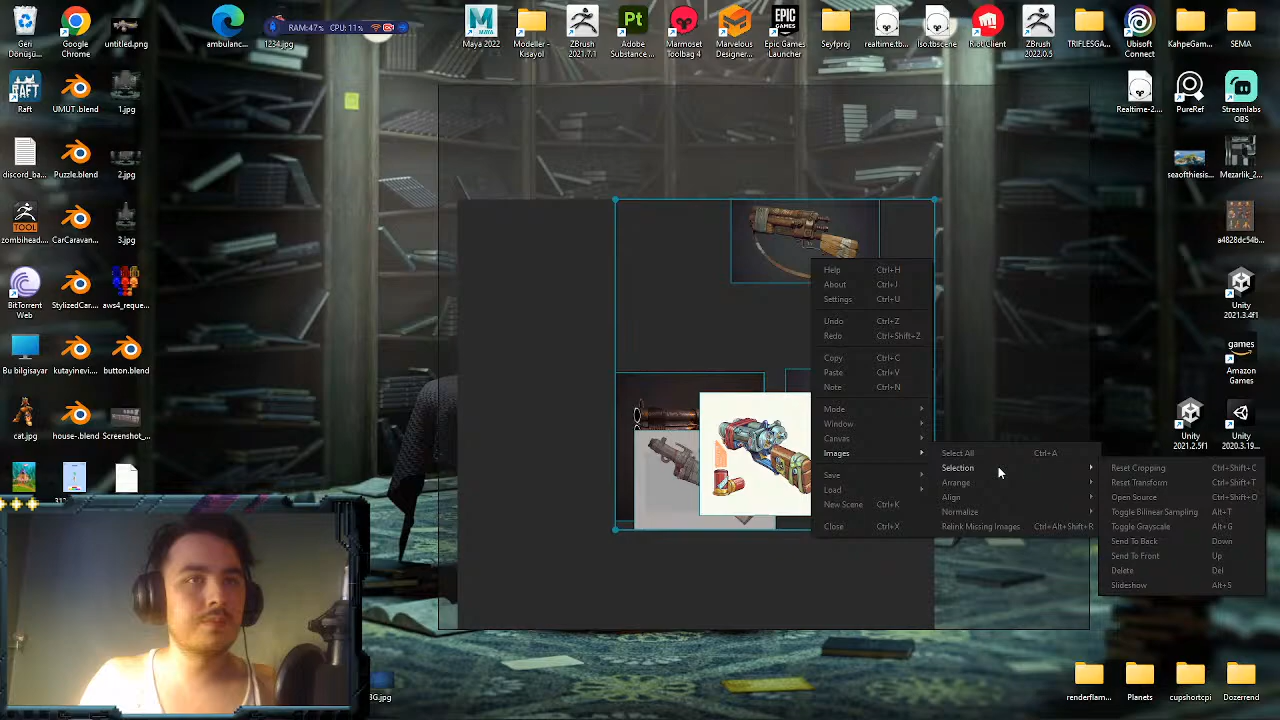 Geri
Dönüşü...
Google
Chrome
untitled.png
ambulanc...
RAM:47%
CPU:11%
1234.jpg
Maya 2022
Modeller -
Kısayol
ZBrush
2021.7.1
Adobe
Substance...
Marmoset
Toolbag 4
Marvelous
Designer...
Epic Games
Launcher
Seyfproj
realtime.tb...
Iso.tbscene
Riot Client
ZBrush
2022.0.5
TRIFLESGA...
Ubisoft
Connect
KahpeGam...
SEMA
Raft
UMUT.blend
1.jpg
Realtime-2...
PureRef
Streamlabs
OBS
discord_ba...
Puzzle.blend
2.jpg
seaofthiesis...
Mezarlik_2...
zombihead...
CarCaravan...
3.jpg
a4828dc54b...
BitTorrent
Web
StylizedCar...
aws4_reque...
Unity
2021.3.4f1
Bu bilgisayar
kutayinevi...
button.blend
Amazon
Games
cat.jpg
house-.blend
Screenshot_...
Unity
2021.2.5f1
Unity
2020.3.19...
Help Ctrl+H
About Ctrl+J
Settings Ctrl+U
Undo Ctrl+Z
Redo Ctrl+Shift+Z
Copy Ctrl+C
Paste Ctrl+V
Note Ctrl+N
Mode
Window
Canvas
Images
Save
Load
New Scene Ctrl+K
Close Ctrl+X
Select All Ctrl+A
Selection
Arrange
Align
Normalize
Relink Missing Images Ctrl+Alt+Shift+R
Reset Cropping Ctrl+Shift+C
Reset Transform Ctrl+Shift+T
Open Source Ctrl+Shift+O
Toggle Bilinear Sampling Alt+T
Toggle Grayscale Alt+G
Send To Back Down
Send To Front Up
Delete Del
Slideshow Alt+S
BG.jpg
renderflam...
Planets
cupshortcpi
Dozerrend